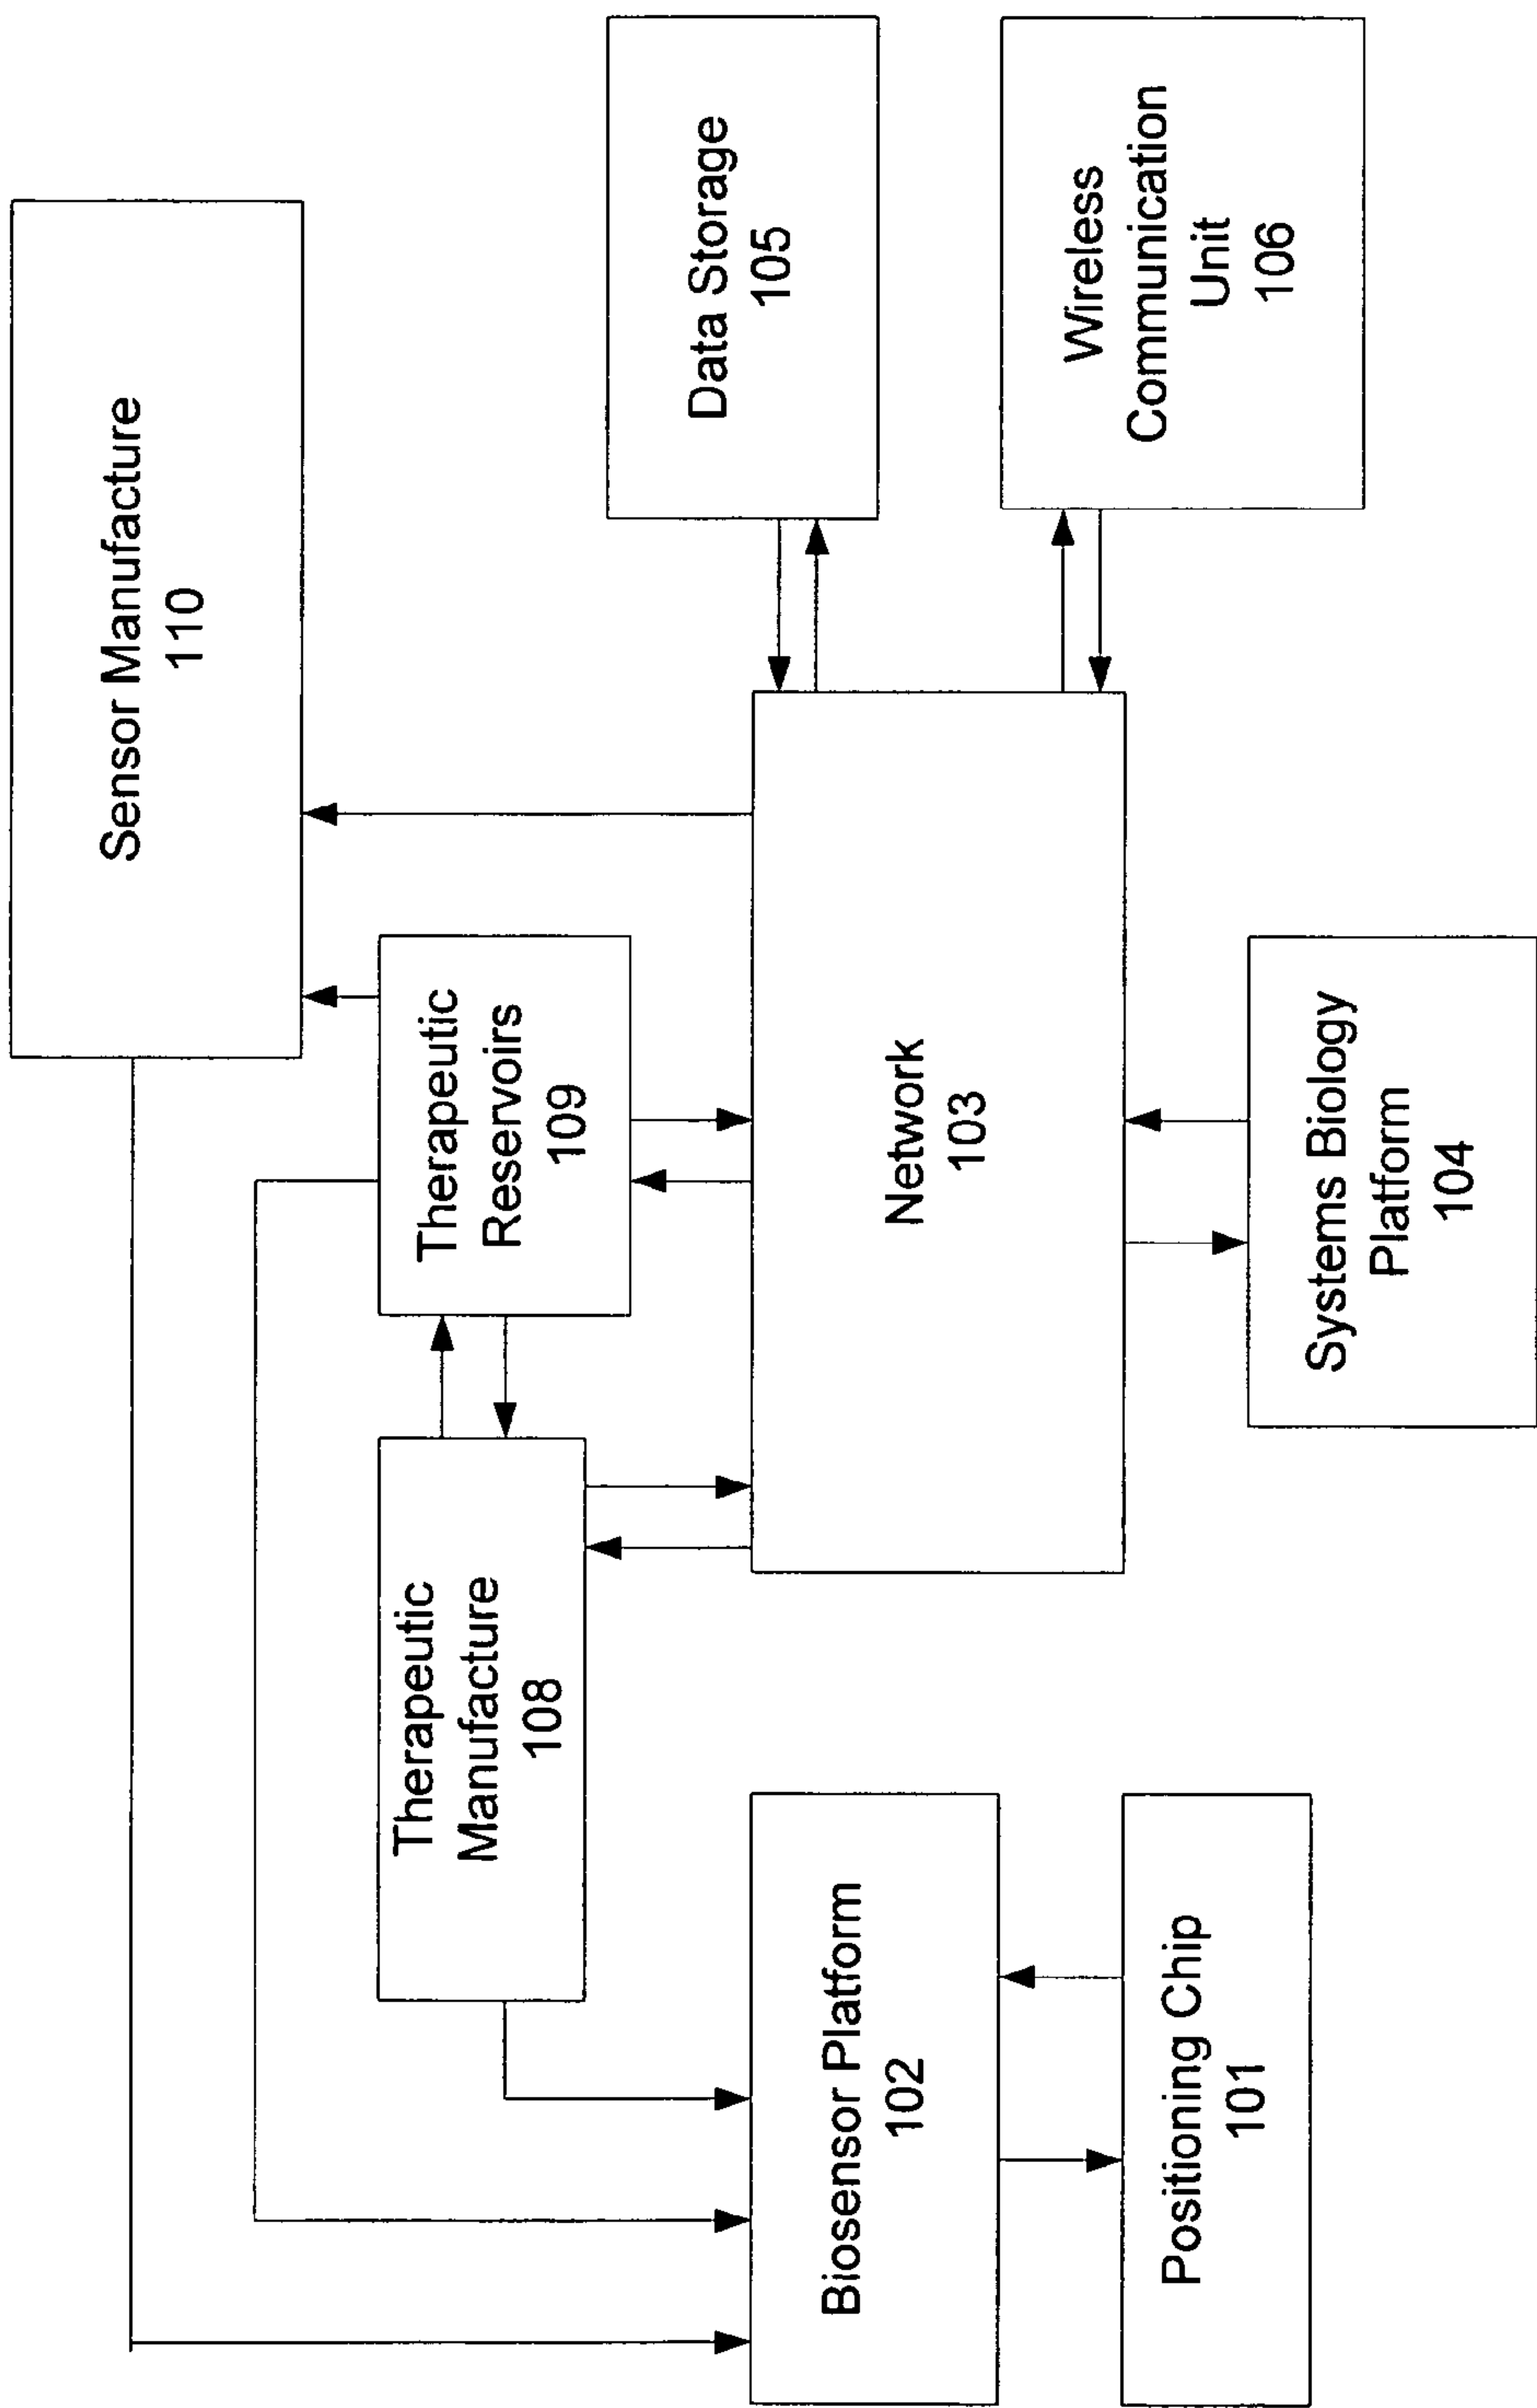 Sensor Manufacture
110
Therapeutic
Manufacture
108
Therapeutic
Reservoirs
109
Data Storage
105
Biosensor Platform
102
Network
103
Wireless
Communication
Unit
106
Positioning Chip
101
Systems Biology
Platform
104